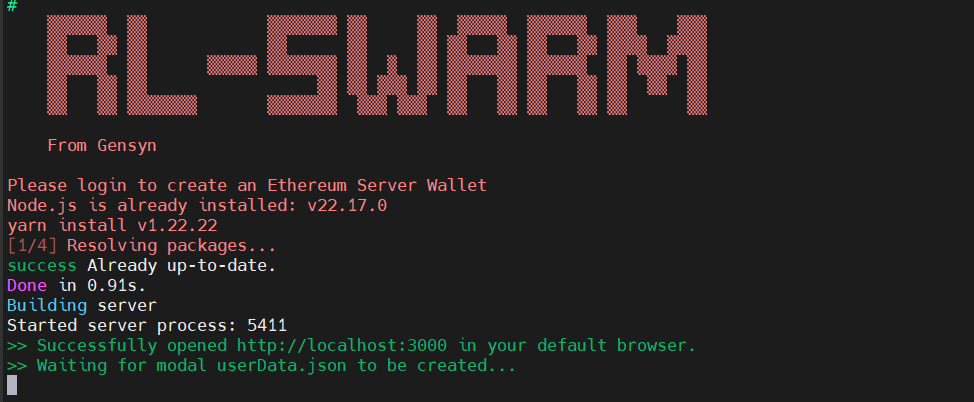 #
RL-SWARM
From Gensyn
Please login to create an Ethereum Server Wallet
Node.js is already installed: v22.17.0
yarn install v1.22.22
[1/4] Resolving packages...
success Already up-to-date.
Done in 0.91s.
Building server
Started server process: 5411
>> Successfully opened http://localhost:3000 in your default browser.
>> Waiting for modal userData.json to be created...